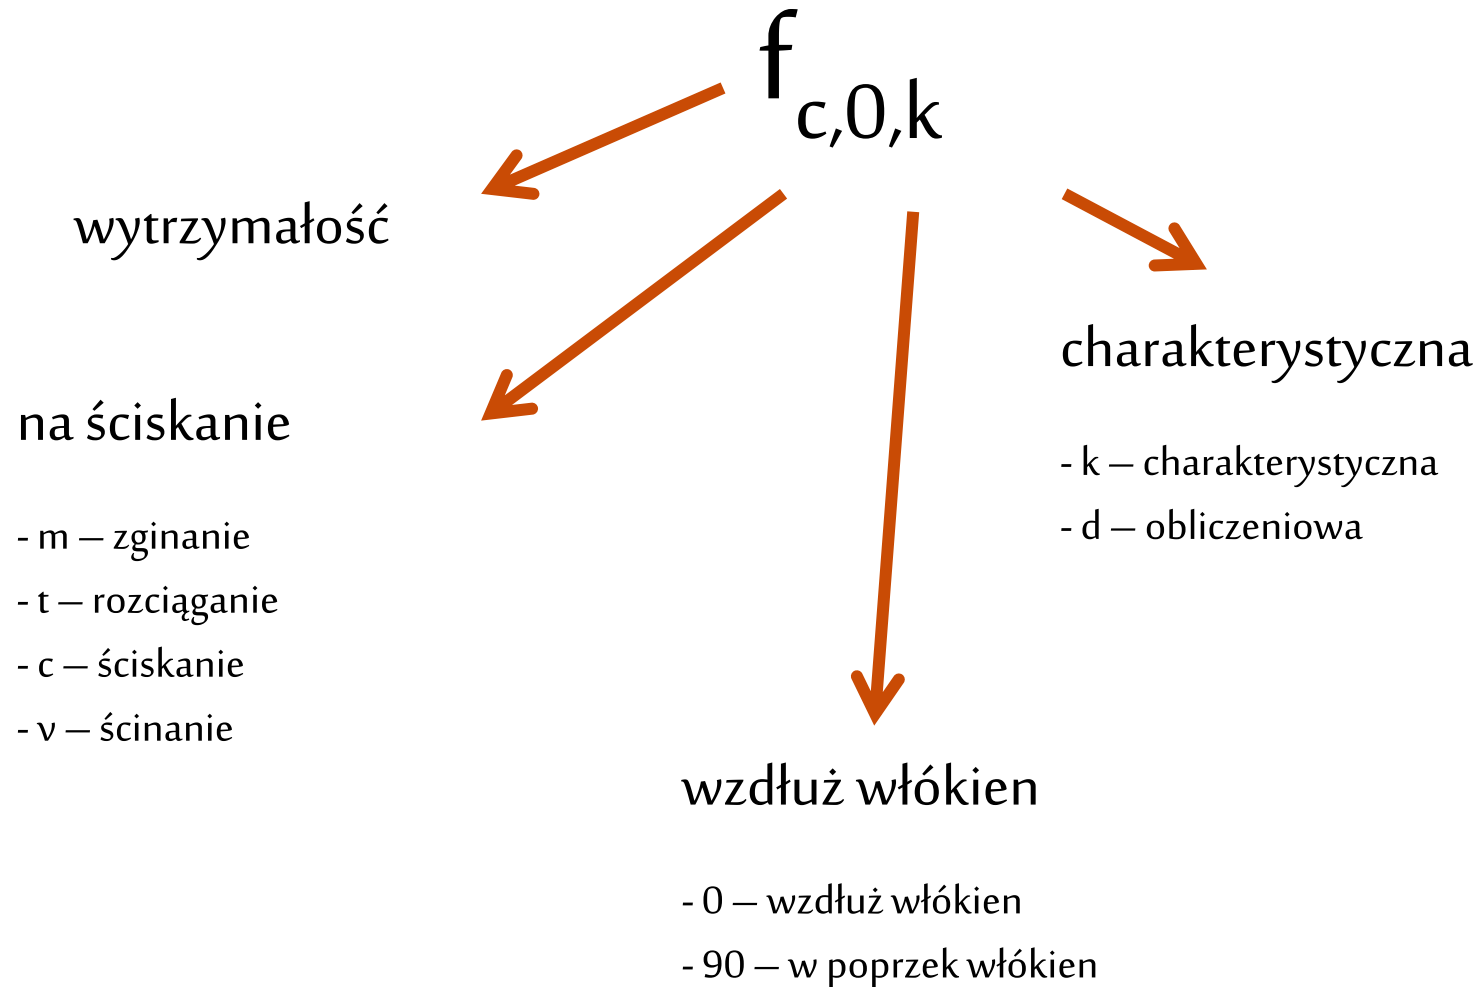 f c,0,k
wytrzymałość
na ściskanie
- m – zginanie
- t – rozciąganie
- c – ściskanie
- ν – ścinanie
wzdłuż włókien
- 0 – wzdłuż włókien
- 90 – w poprzek włókien
charakterystyczna
- k – charakterystyczna
- d – obliczeniowa